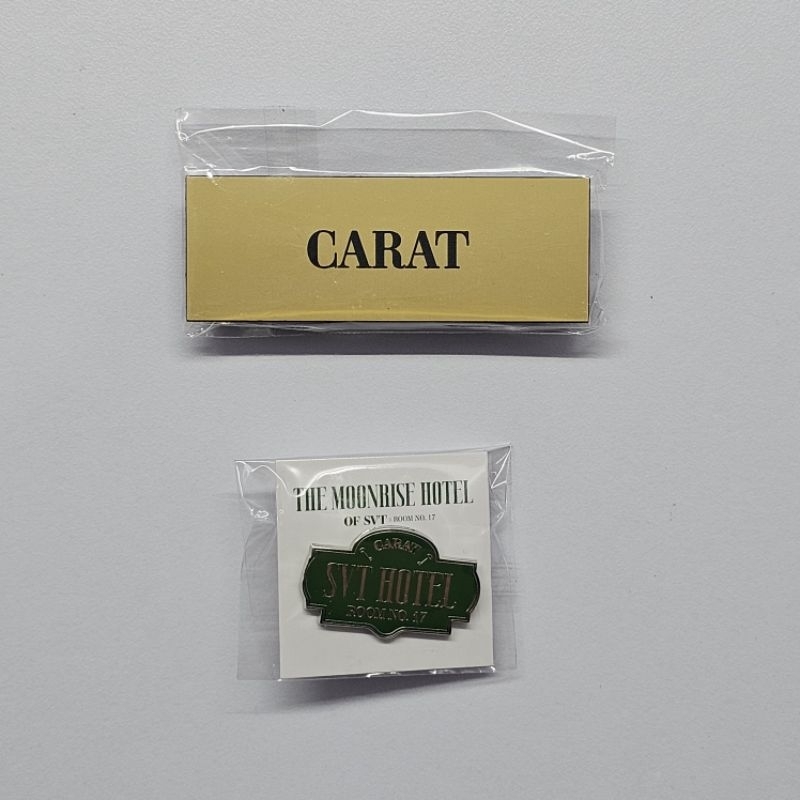 CARAT
THE MOONRISE HOTEL
OF SVT : ROOM NO. 17
CARAT
SVT HOTEL
ROOM NO. 17